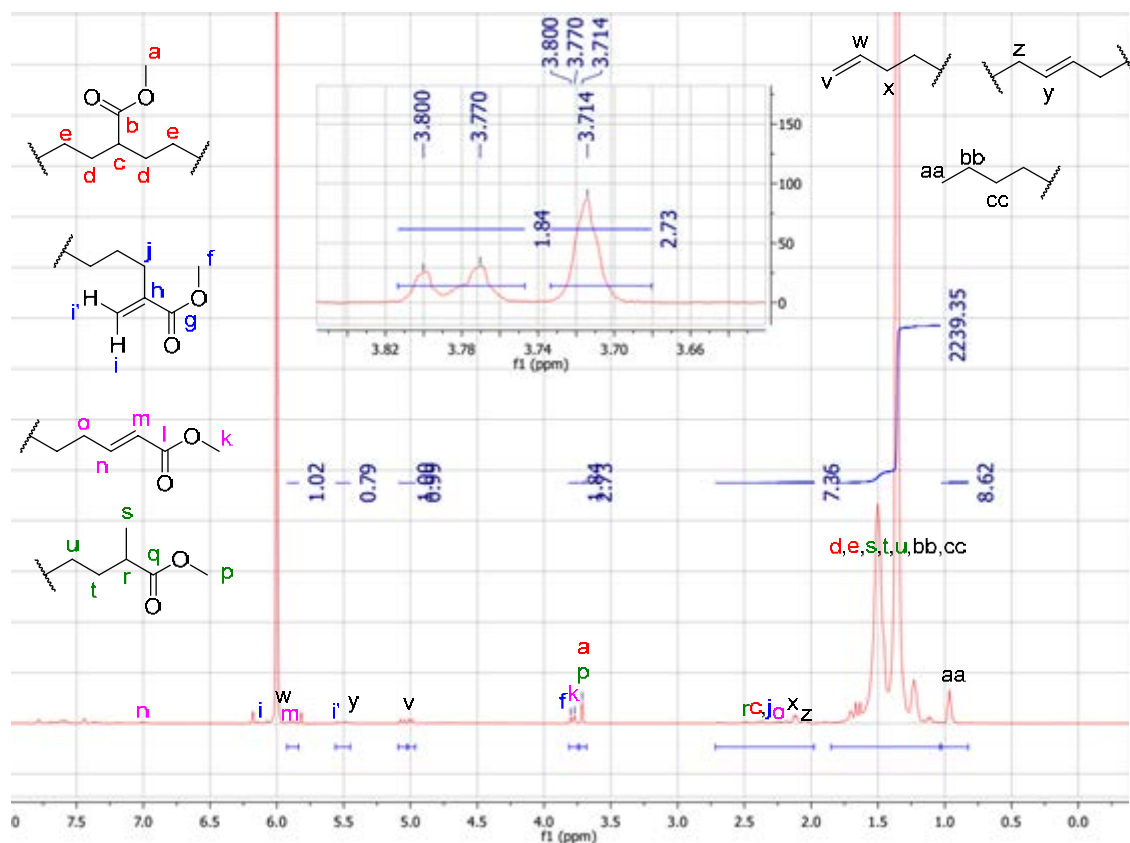 a
O
O
b
e
e
d
c
d
j
f
h
H
O
i'
g
H
O
i
o
m
l
O
k
n
O
s
u
q
O
p
t
r
O
w
v
x
z
y
bb
aa
cc
3.800
3.770
3.714
3.800
3.770
3.714
1.84
2.73
150
100
50
0
3.82
3.78
3.74
3.70
3.66
f1 (ppm)
2239.35
1.02
0.79
1.00
0.99
1.84
2.73
7.36
8.62
d,e,s,t,u,bb,cc
a
p
aa
n
i
w
m
i'
y
v
f
k
r
c,
j,
o
x
z
0
7.5
7.0
6.5
6.0
5.5
5.0
4.5
4.0
3.5
3.0
2.5
2.0
1.5
1.0
0.5
0.0
f1 (ppm)